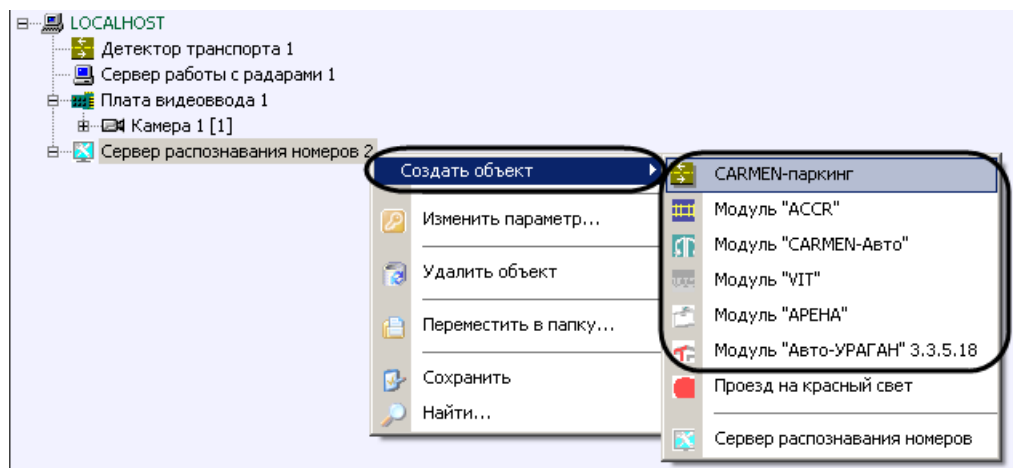 LOCALHOST
Детектор транспорта 1
Сервер работы с радарами 1
Плата видеоввода 1
Камера 1 [1]
Сервер распознавания номеров 2
Создать объект
Изменить параметр...
Удалить объект
Переместить в папку...
Сохранить
Найти...
CARMEN-паркинг
Модуль "ACCR"
Модуль "CARMEN-Авто"
Модуль "VIT"
Модуль "АРЕНА"
Модуль "Авто-УРАГАН" 3.3.5.18
Проезд на красный свет
Сервер распознавания номеров